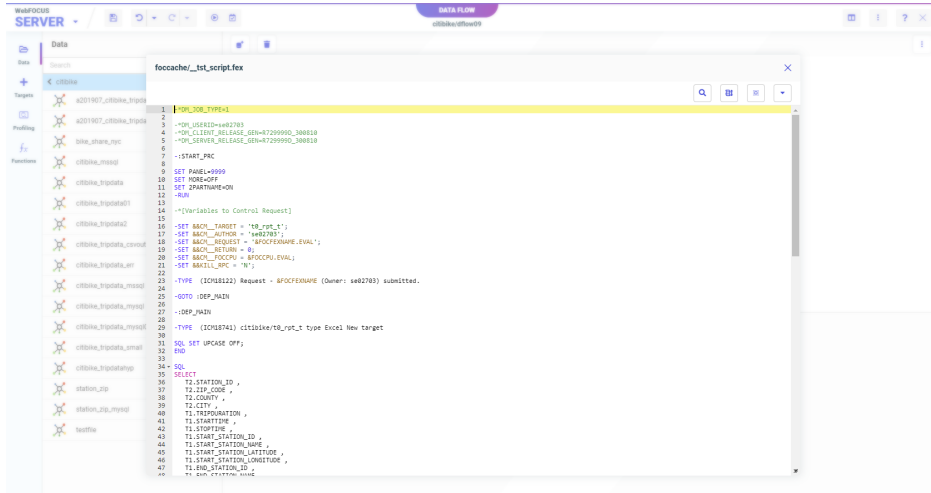 WebFOCUS
SERVER
DATA FLOW
citibike/dflow09
Data
Targets
Profiling
Functions
Data
Search
citibike
a201907_citibike_tripda
a201907_citibike_tripda
bike_share_nyc
citibike_mssql
citibike_tripdata
citibike_tripdata01
citibike_tripdata2
citibike_tripdata_csvout
citibike_tripdata_err
citibike_tripdata_mssql
citibike_tripdata_mysql
citibike_tripdata_mysql
citibike_tripdata_small
citibike_tripdatahyp
station_zip
station_zip_mysql
testfile
foccache/__tst_script.fex
1 -*DM_JOB_TYPE=1
2
3 -*DM_USERID=se02703
4 -*DM_CLIENT_RELEASE_GEN=R729999D_300810
5 -*DM_SERVER_RELEASE_GEN=R729999D_300810
6
7 -:START_PRC
8
9 SET PANEL=9999
10 SET MORE=OFF
11 SET 2PARTNAME=ON
12 -RUN
13
14 -*[Variables to Control Request]
15
16 -SET &&CM__TARGET = 't0_rpt_t';
17 -SET &&CM__AUTHOR = 'se02703';
18 -SET &&CM__REQUEST = '&FOCFEXNAME.EVAL';
19 -SET &&CM__RETURN = 0;
20 -SET &&CM__FOCCPU = &FOCCPU.EVAL;
21 -SET &&KILL_RPC = 'N';
22
23 -TYPE (ICM18122) Request - &FOCFEXNAME (Owner: se02703) submitted.
24
25 -GOTO :DEP_MAIN
26
27 -:DEP_MAIN
28
29 -TYPE (ICM18741) citibike/t0_rpt_t type Excel New target
30
31 SQL SET UPCASE OFF;
32 END
33
34 SQL
35 SELECT
36 T2.STATION_ID ,
37 T2.ZIP_CODE ,
38 T2.COUNTY ,
39 T2.CITY ,
40 T1.TRIPDURATION ,
41 T1.STARTTIME ,
42 T1.STOPTIME ,
43 T1.START_STATION_ID ,
44 T1.START_STATION_NAME ,
45 T1.START_STATION_LATITUDE ,
46 T1.START_STATION_LONGITUDE ,
47 T1.END_STATION_ID ,
48 T1.END_STATION_NAME